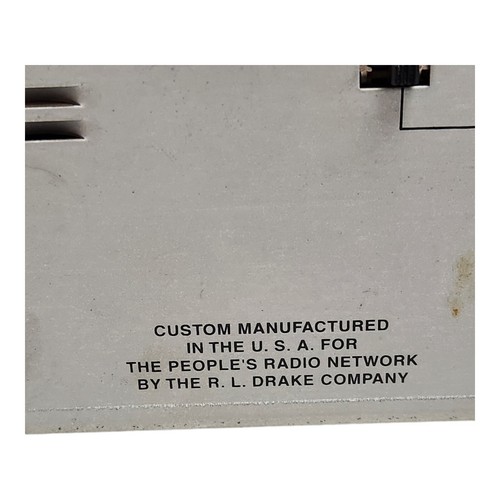 CUSTOM MANUFACTURED
IN THE U. S. A. FOR
THE PEOPLE'S RADIO NETWORK
BY THE R. L. DRAKE COMPANY